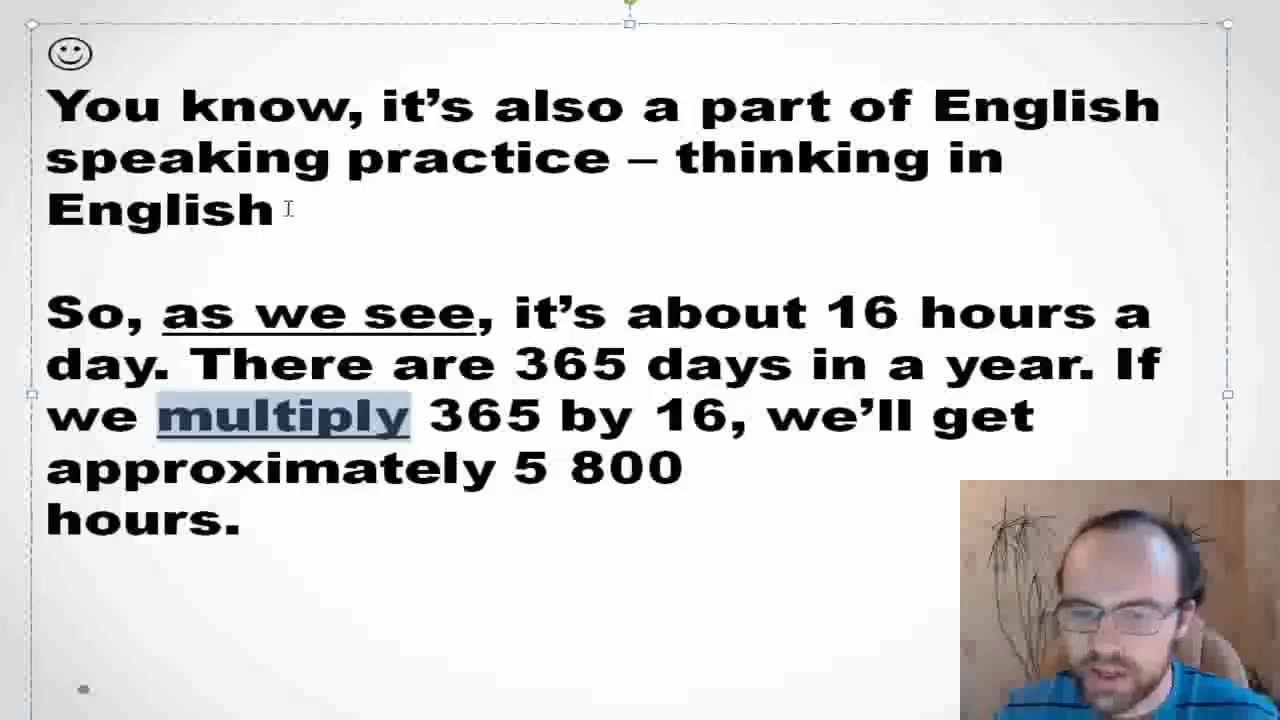 You know, it’s also a part of English
speaking practice – thinking in
English
So, as we see, it’s about 16 hours a
day. There are 365 days in a year. If
we multiply 365 by 16, we’ll get
approximately 5 800
hours.